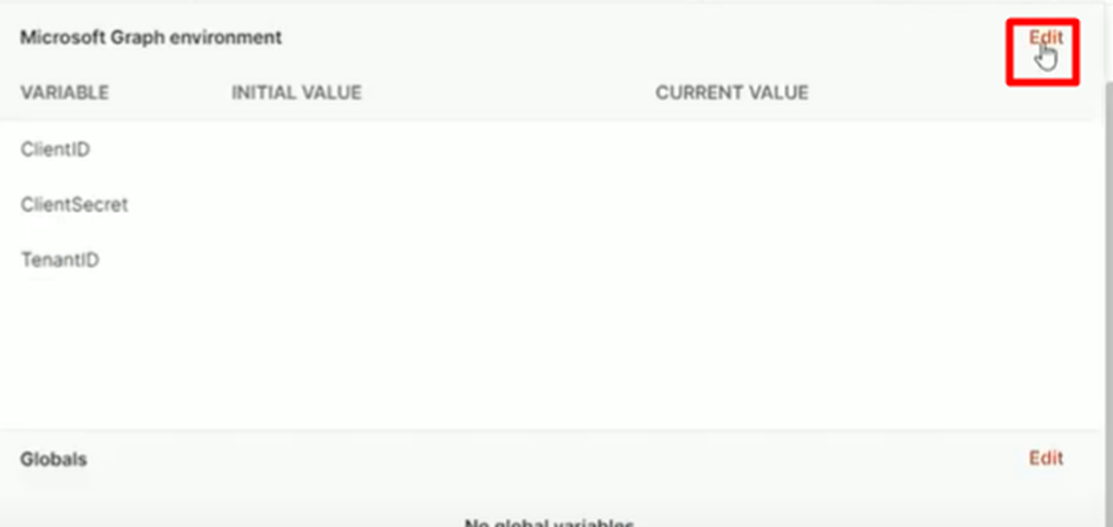 Microsoft Graph environment Edit
VARIABLE INITIAL VALUE CURRENT VALUE
ClientID
ClientSecret
TenantID
Globals Edit
No global variables